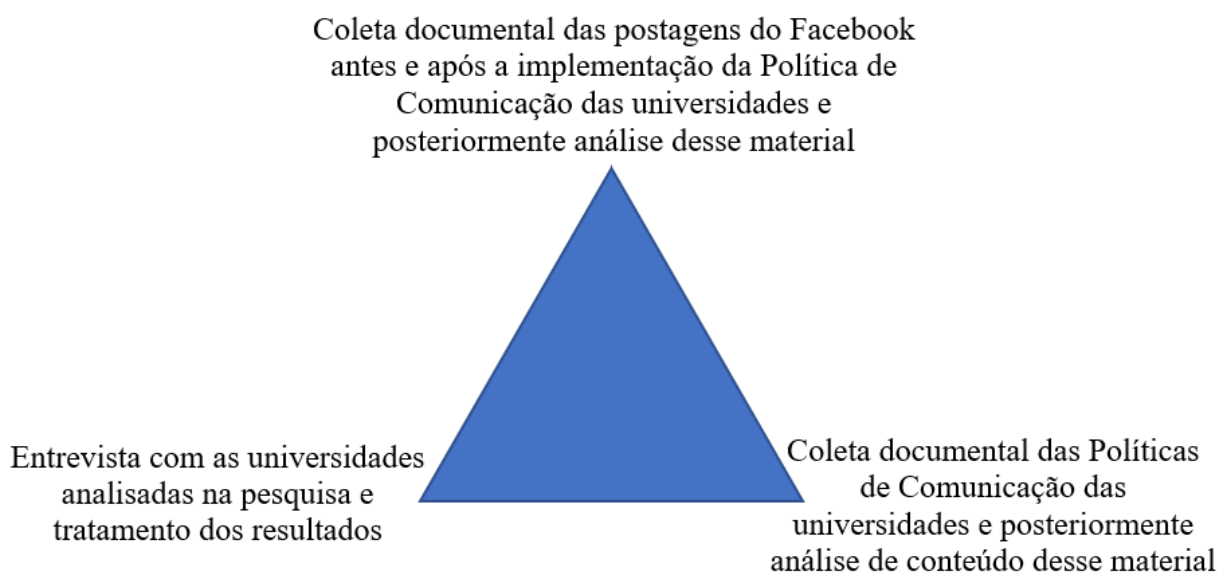 Coleta documental das postagens do Facebook
antes e após a implementação da Política de
Comunicação das universidades e
posteriormente análise desse material
Entrevista com as universidades
analisadas na pesquisa e
tratamento dos resultados
Coleta documental das Políticas
de Comunicação das
universidades e posteriormente
análise de conteúdo desse material